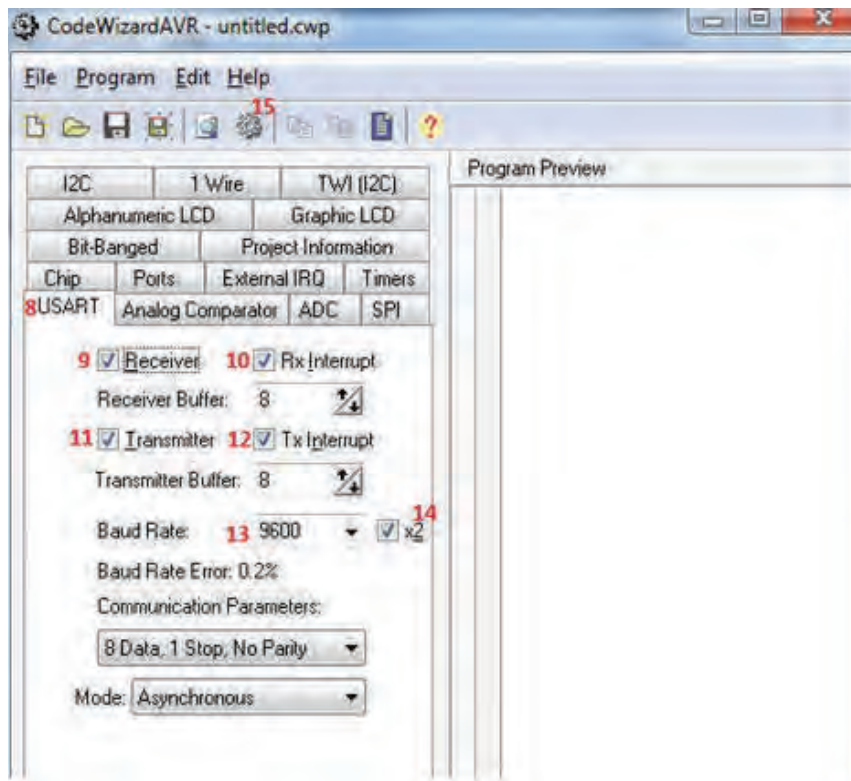 CodeWizardAVR - untitled.cwp
File Program Edit Help
15
?
I2C 1 Wire TWI (I2C)
Alphanumeric LCD Graphic LCD
Bit-Banged Project Information
Chip Ports External IRQ Timers
8 USART Analog Comparator ADC SPI
Program Preview
9 Receiver 10 Rx Interrupt
Receiver Buffer: 8
11 Transmitter 12 Tx Interrupt
Transmitter Buffer: 8
14
Baud Rate: 13 9600 x2
Baud Rate Error: 0.2%
Communication Parameters:
8 Data, 1 Stop, No Parity
Mode: Asynchronous